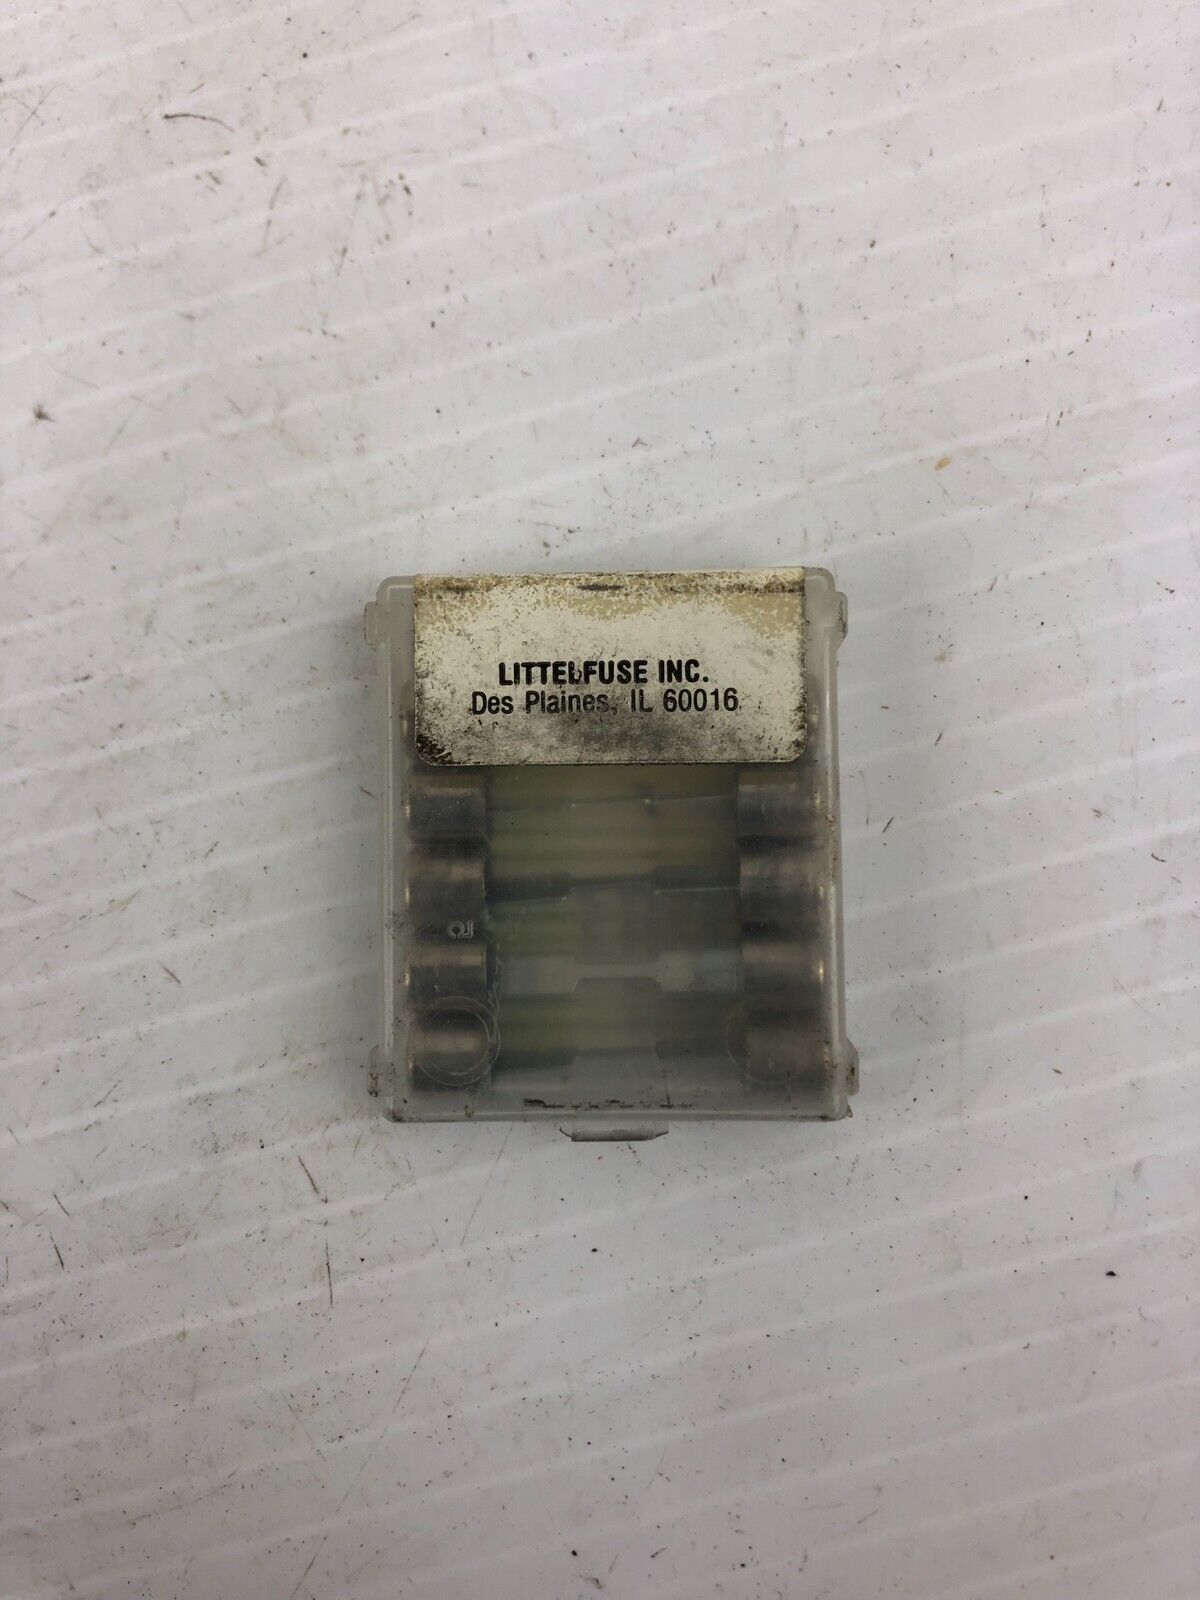 LITTELFUSE INC.
Des Plaines, IL 60016